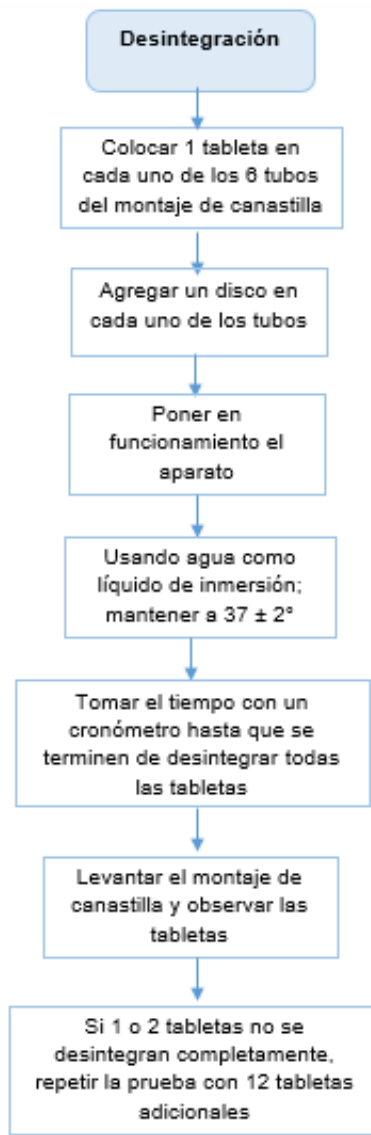 Desintegración
Colocar 1 tableta en
cada uno de los 6 tubos
del montaje de canastilla
Agregar un disco en
cada uno de los tubos
Poner en
funcionamiento el
aparato
Usando agua como
líquido de inmersión;
mantener a 37 ± 2°
Tomar el tiempo con un
cronómetro hasta que se
terminen de desintegrar todas
las tabletas
Levantar el montaje de
canastilla y observar las
tabletas
Si 1 o 2 tabletas no se
desintegran completamente,
repetir la prueba con 12 tabletas
adicionales